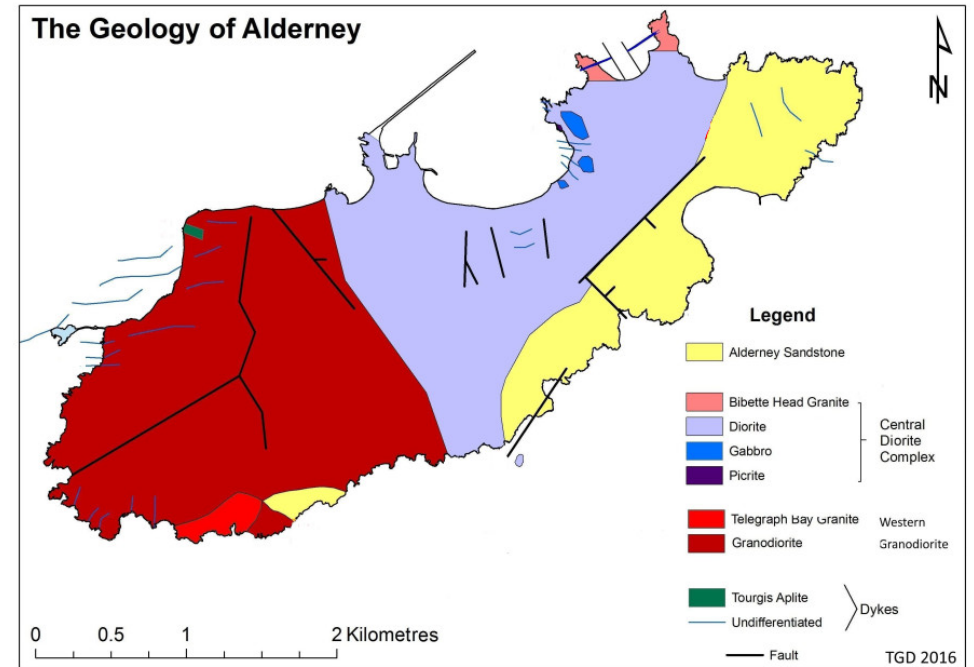 The Geology of Alderney
N
Legend
Alderney Sandstone
Bibette Head Granite
Diorite
Gabbro
Picrite
Central
Diorite
Complex
Telegraph Bay Granite
Granodiorite
Western
Granodiorite
Tourgis Aplite
Undifferentiated
Dykes
Fault
0 0.5 1 2 Kilometres
TGD 2016